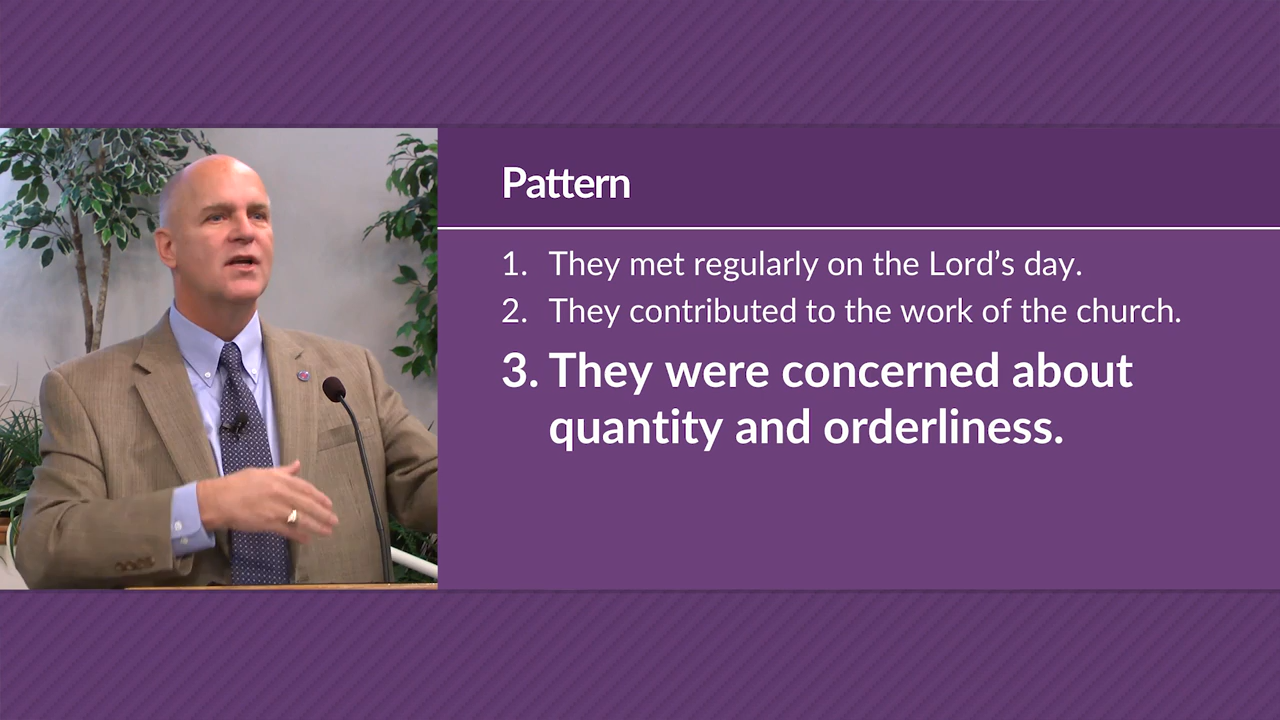 Pattern
1. They met regularly on the Lord’s day.
2. They contributed to the work of the church.
3. They were concerned about
quantity and orderliness.